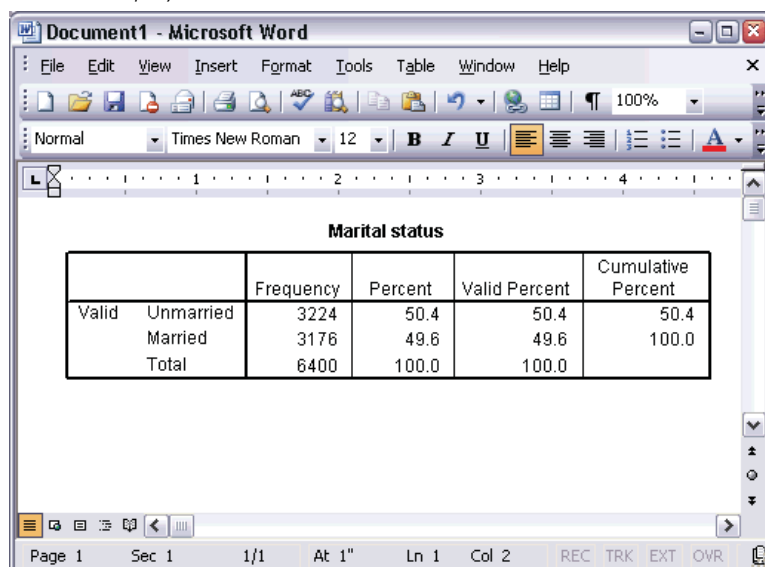 Document1 - Microsoft Word
File Edit View Insert Format Tools Table Window Help
ABC ¶ 100%
Normal Times New Roman 12 B I U A
1 2 3 4
Marital status
Frequency Percent Valid Percent Cumulative Percent
Valid Unmarried 3224 50.4 50.4 50.4
Married 3176 49.6 49.6 100.0
Total 6400 100.0 100.0
Page 1 Sec 1 1/1 At 1" Ln 1 Col 2 REC TRK EXT OVR